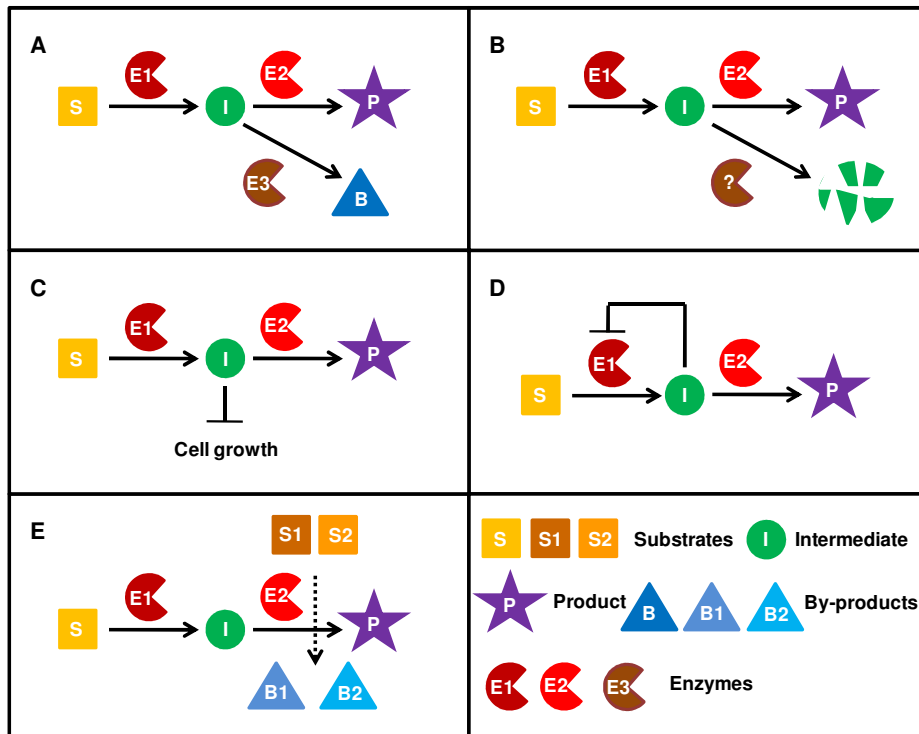 A
E1
E2
S
I
P
E3
B
B
E1
E2
S
I
P
?
C
E1
E2
S
I
P
Cell growth
D
E1
E2
S
I
P
E
S1 S2
E1
E2
S
I
P
B1 B2
S S1 S2 Substrates I Intermediate
P Product B B1 B2 By-products
E1 E2 E3 Enzymes